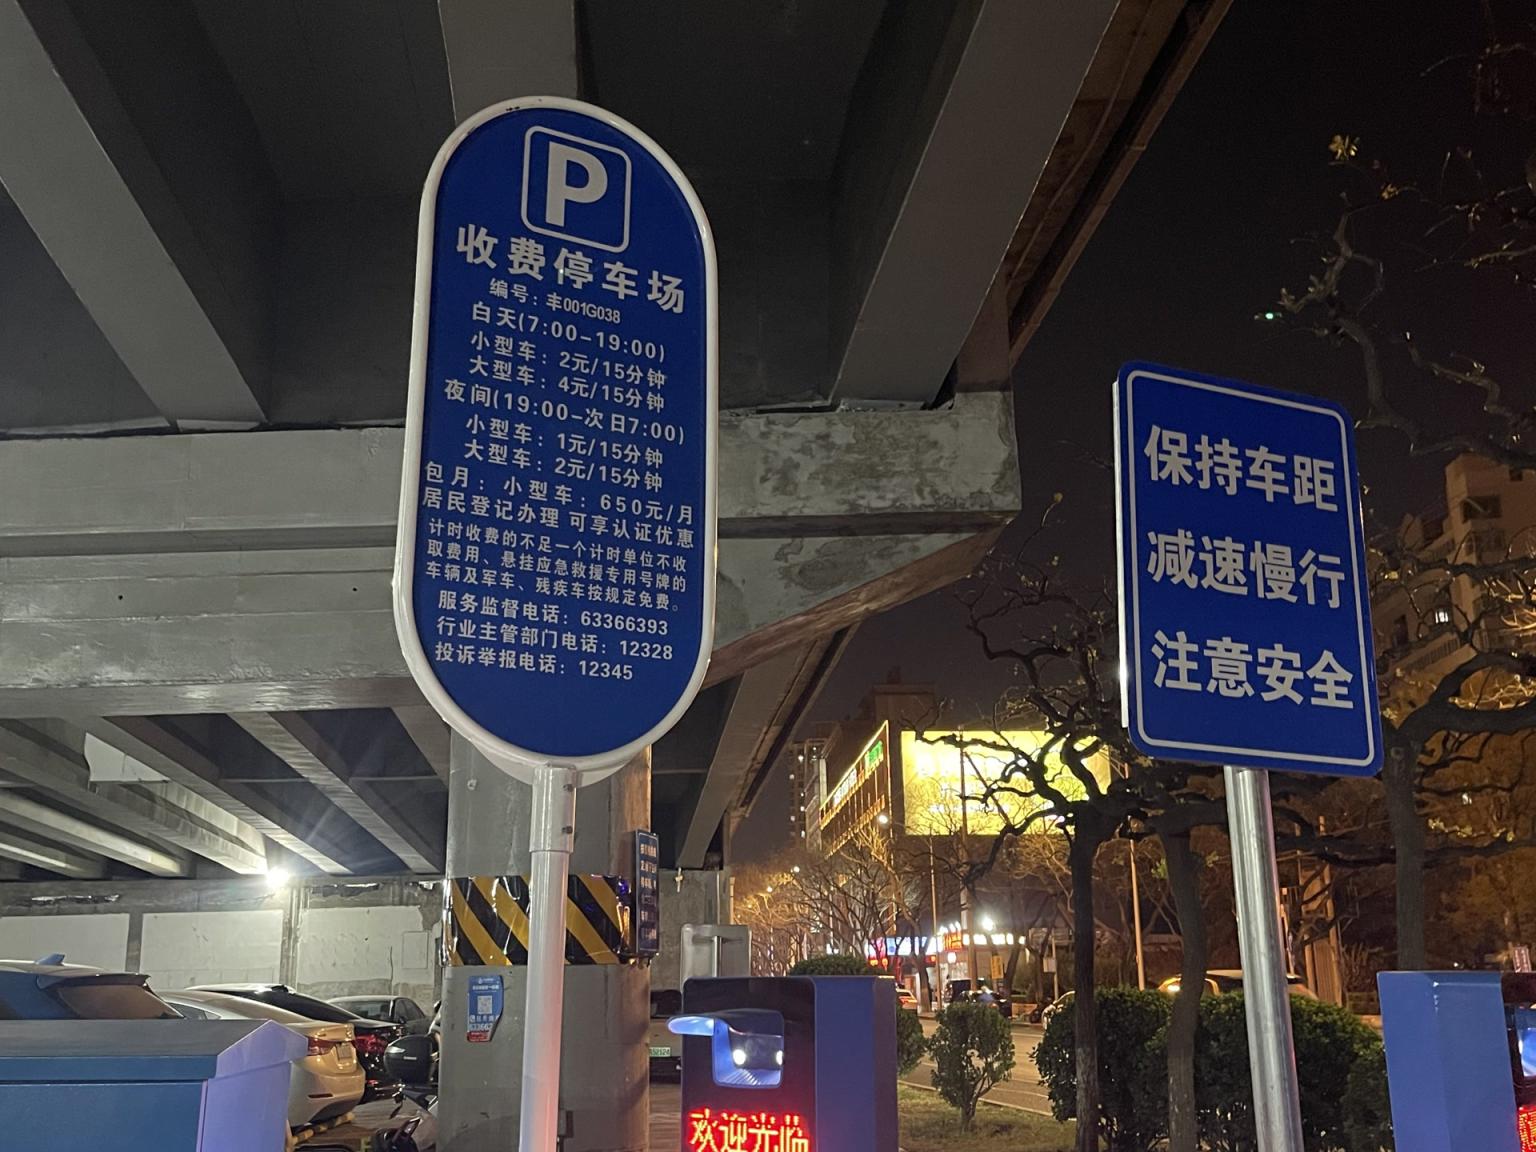 P
收费停车场
编号：丰001G038
白天(7:00-19:00)
小型车：2元/15分钟
大型车：4元/15分钟
夜间(19:00-次日7:00)
小型车：1元/15分钟
大型车：2元/15分钟
包月：小型车：650元/月
居民登记办理 可享认证优惠
计时收费的不足一个计时单位不收
取费用、悬挂应急救援专用号牌的
车辆及军车、残疾车按规定免费。
服务监督电话：63366393
行业主管部门电话：12328
投诉举报电话：12345
保持车距
减速慢行
注意安全
欢迎光临